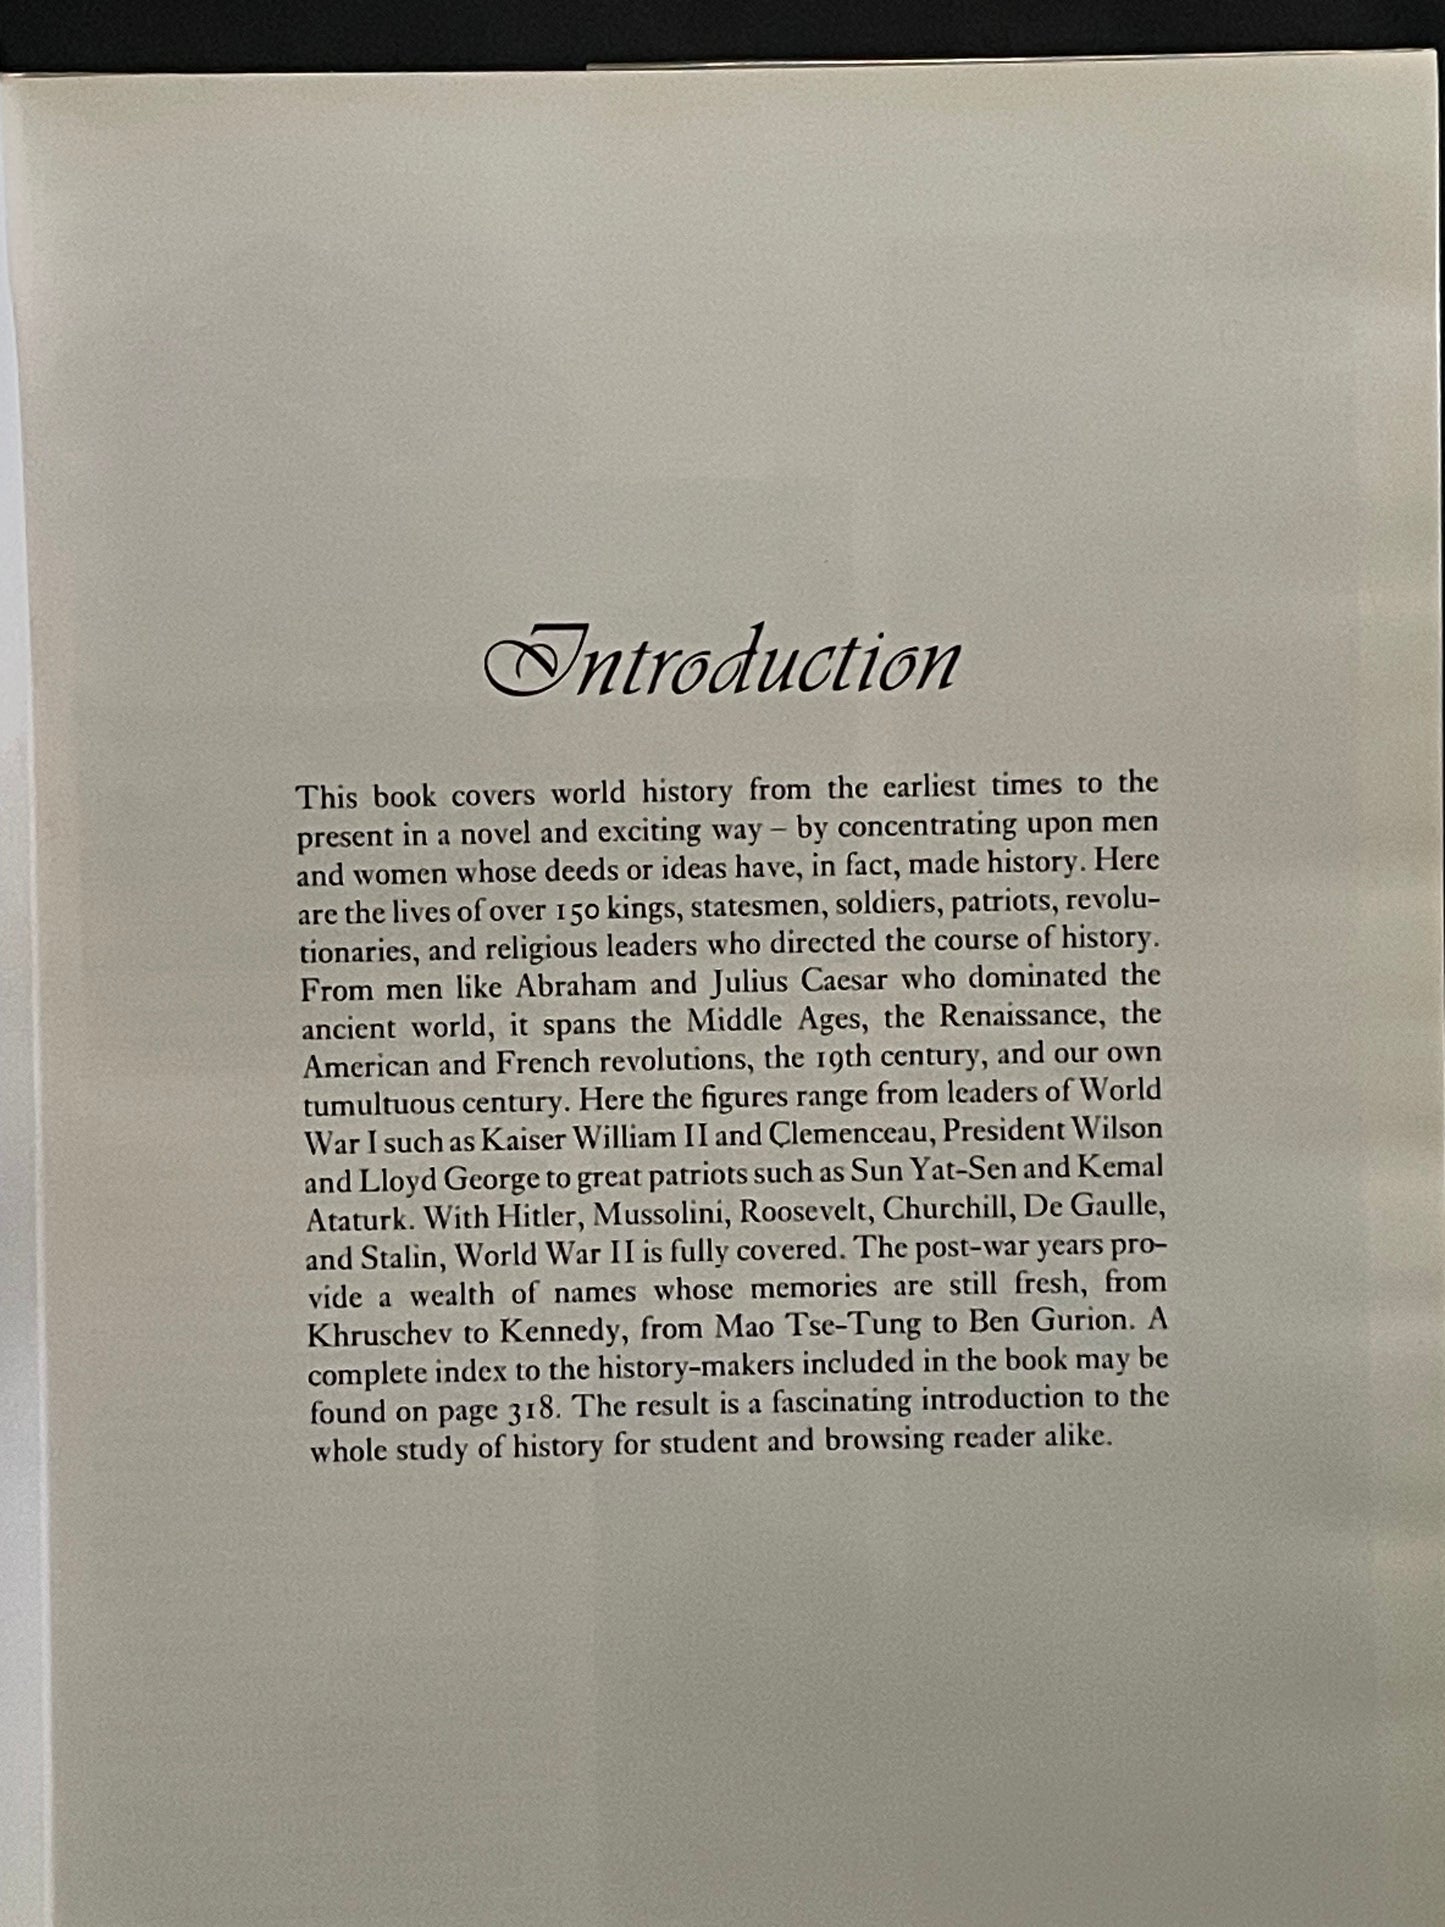 Introduction
This book covers world history from the earliest times to the
present in a novel and exciting way – by concentrating upon men
and women whose deeds or ideas have, in fact, made history. Here
are the lives of over 150 kings, statesmen, soldiers, patriots, revolu-
tionaries, and religious leaders who directed the course of history.
From men like Abraham and Julius Caesar who dominated the
ancient world, it spans the Middle Ages, the Renaissance, the
American and French revolutions, the 19th century, and our own
tumultuous century. Here the figures range from leaders of World
War I such as Kaiser William II and Clemenceau, President Wilson
and Lloyd George to great patriots such as Sun Yat-Sen and Kemal
Ataturk. With Hitler, Mussolini, Roosevelt, Churchill, De Gaulle,
and Stalin, World War II is fully covered. The post-war years pro-
vide a wealth of names whose memories are still fresh, from
Khruschev to Kennedy, from Mao Tse-Tung to Ben Gurion. A
complete index to the history-makers included in the book may be
found on page 318. The result is a fascinating introduction to the
whole study of history for student and browsing reader alike.